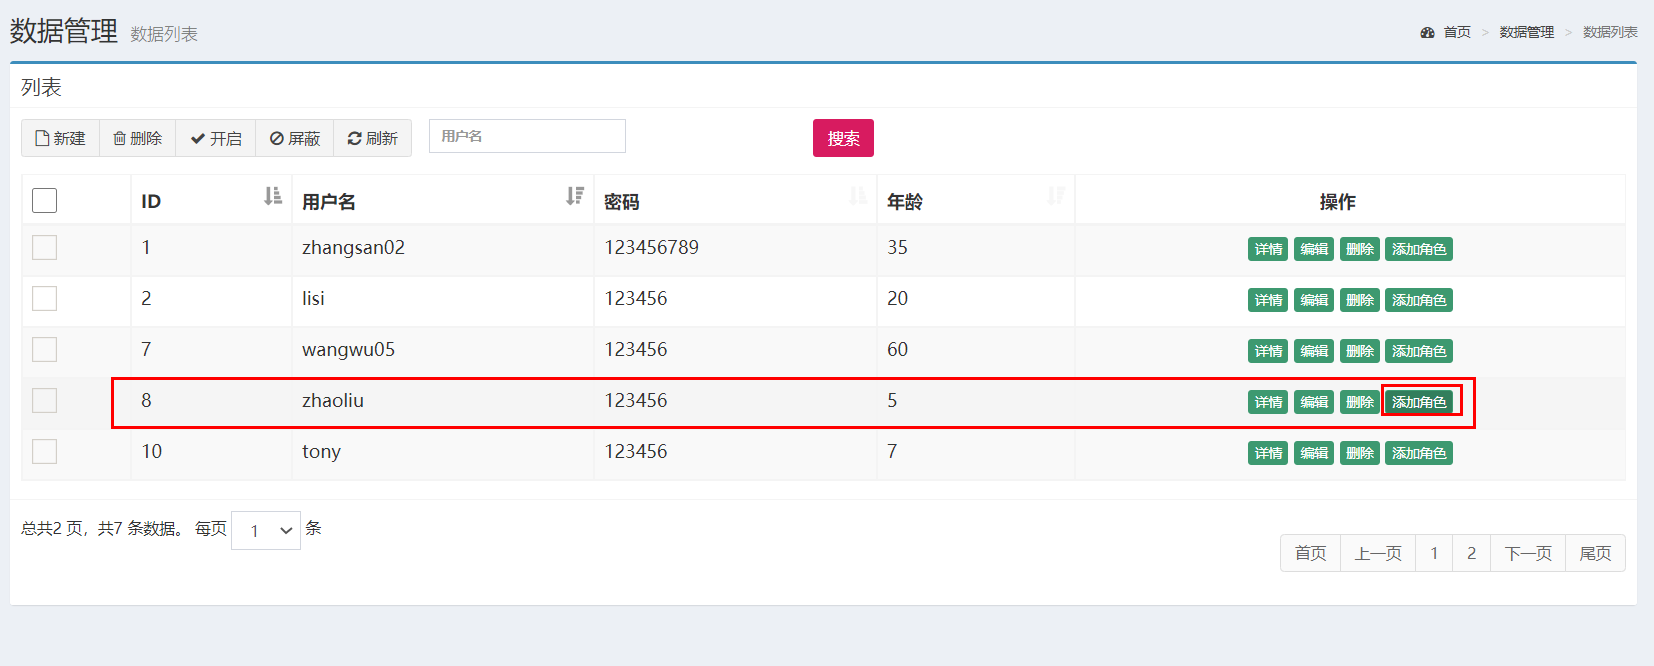 数据管理 数据列表
首页 > 数据管理 > 数据列表
列表
新建 删除 开启 屏蔽 刷新 用户名 搜索
ID 用户名 密码 年龄 操作
1 zhangsan02 123456789 35 详情 编辑 删除 添加角色
2 lisi 123456 20 详情 编辑 删除 添加角色
7 wangwu05 123456 60 详情 编辑 删除 添加角色
8 zhaoliu 123456 5 详情 编辑 删除 添加角色
10 tony 123456 7 详情 编辑 删除 添加角色
总共2 页，共7 条数据。 每页 1 条
首页 上一页 1 2 下一页 尾页